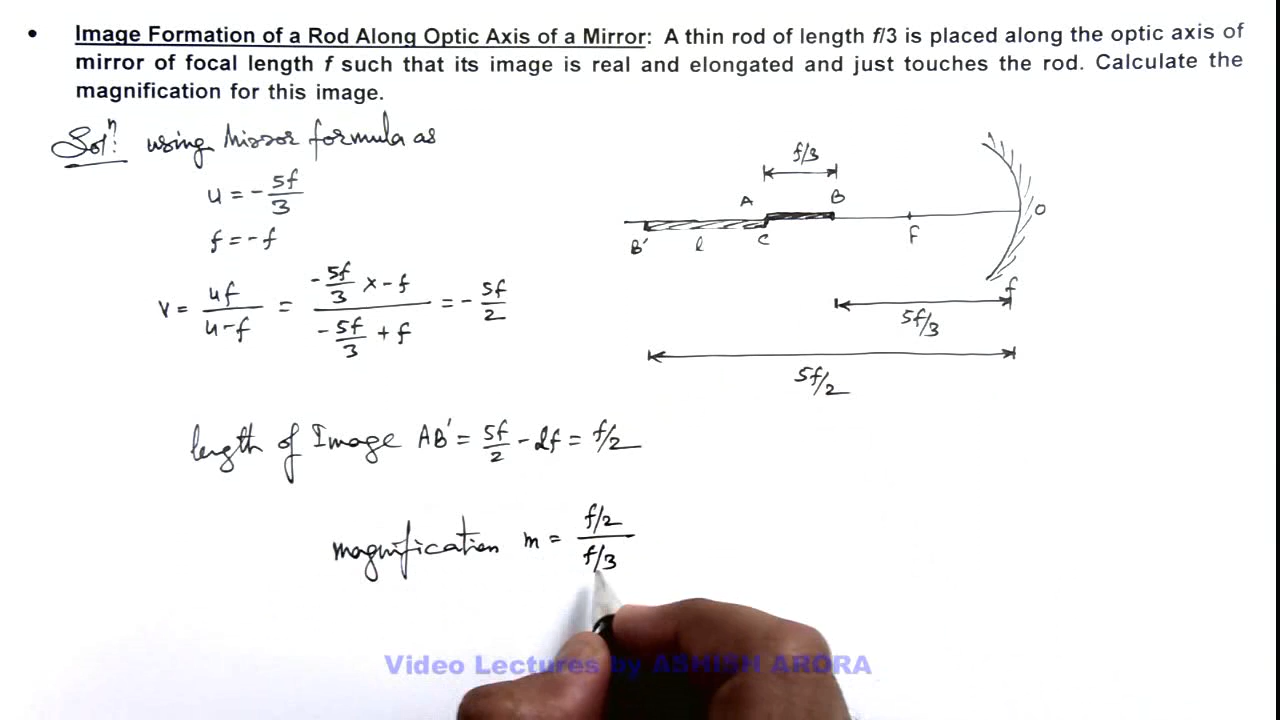 • Image Formation of a Rod Along Optic Axis of a Mirror: A thin rod of length f/3 is placed along the optic axis of
mirror of focal length f such that its image is real and elongated and just touches the rod. Calculate the
magnification for this image.
Solⁿ: using Mirror formula as
u = - 5f/3
f = -f
v = uf/(u-f) = (-5f/3 x -f)/(-5f/3 + f) = - 5f/2
f/3
A B
B' l C F O
f
5f/3
5f/2
length of Image AB' = 5f/2 - 2f = f/2
magnification m = (f/2)/(f/3)
Video Lectures by ASHISH ARORA